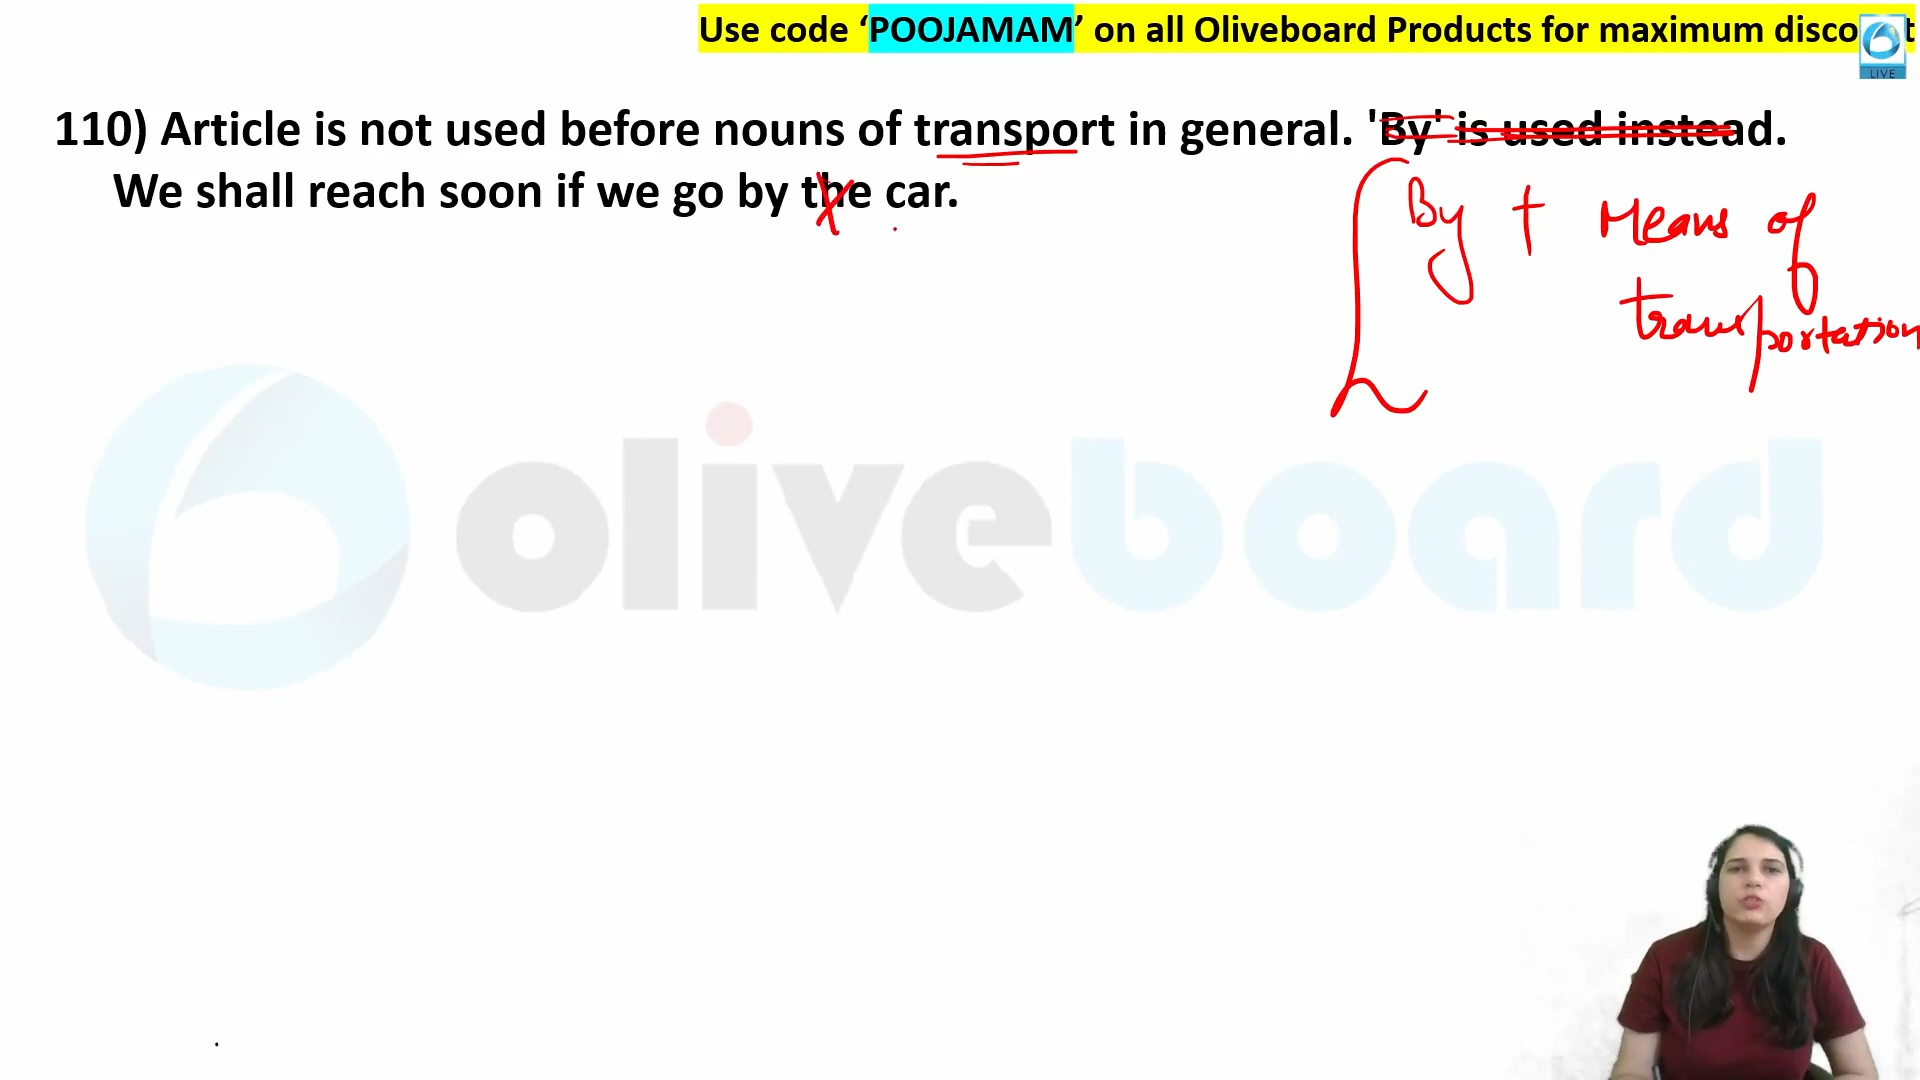 Use code ‘POOJAMAM’ on all Oliveboard Products for maximum disco t
LIVE
110) Article is not used before nouns of transport in general. 'By' is used instead.
We shall reach soon if we go by the car.
By + Means of
transportation
oliveboard